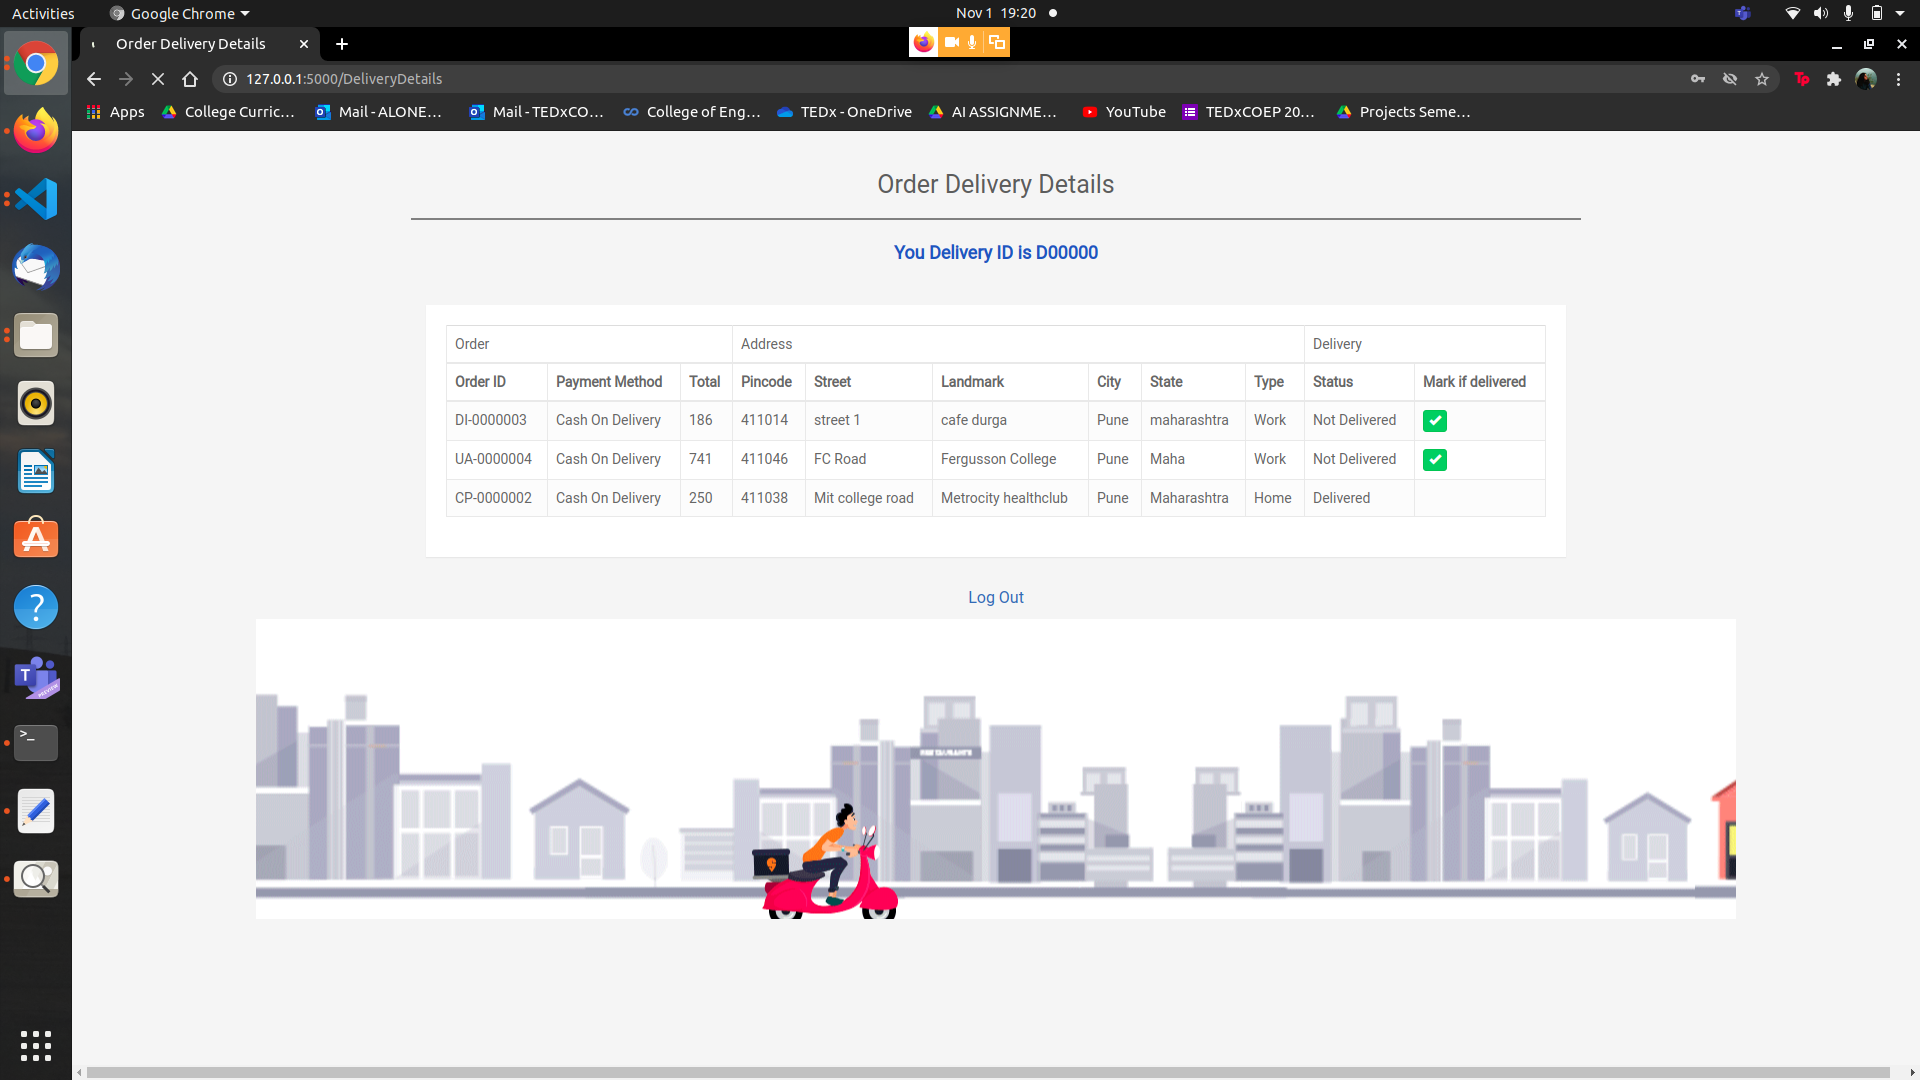 Activities Google Chrome Nov 1 19:20
Order Delivery Details
127.0.0.1:5000/DeliveryDetails
Apps College Curric... Mail - ALONE... Mail - TEDxCO... College of Eng... TEDx - OneDrive AI ASSIGNME... YouTube TEDxCOEP 20... Projects Seme...
Order Delivery Details
You Delivery ID is D00000
Order Address Delivery
Order ID Payment Method Total Pincode Street Landmark City State Type Status Mark if delivered
DI-0000003 Cash On Delivery 186 411014 street 1 cafe durga Pune maharashtra Work Not Delivered
UA-0000004 Cash On Delivery 741 411046 FC Road Fergusson College Pune Maha Work Not Delivered
CP-0000002 Cash On Delivery 250 411038 Mit college road Metrocity healthclub Pune Maharashtra Home Delivered
Log Out
RESTAURANTS